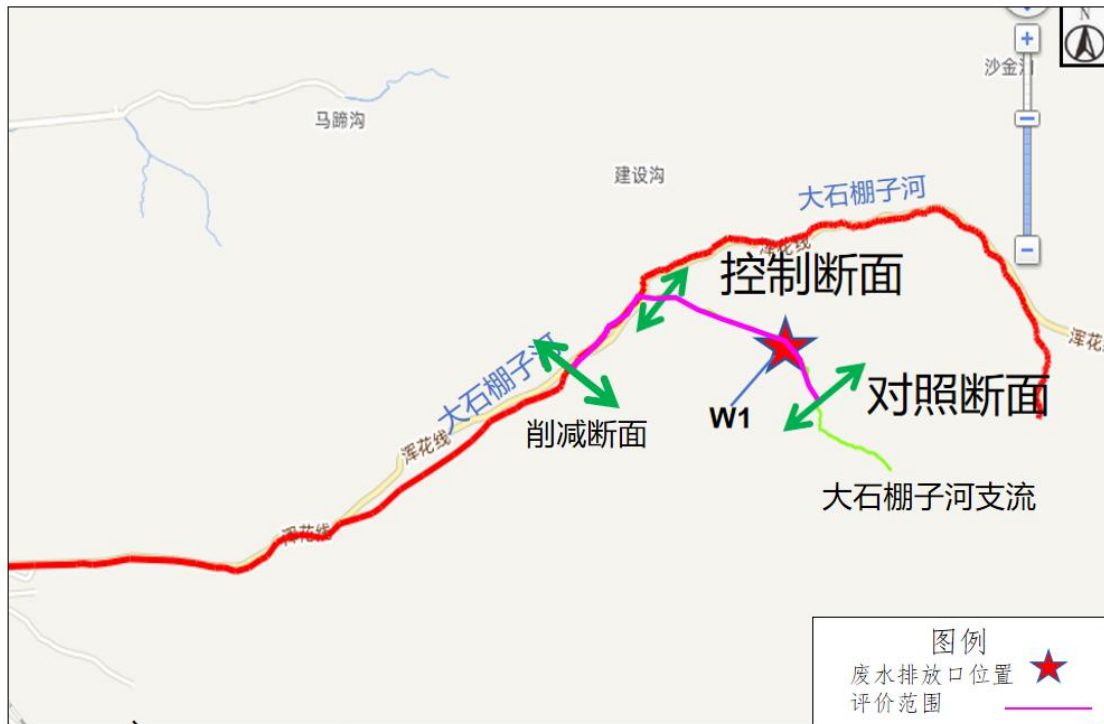 N
沙金沟
马蹄沟
建设沟
大石棚子河
浑花线
控制断面
浑花线
大石棚子河
对照断面
W1
削减断面
浑花线
大石棚子河支流
浑花线
图例
废水排放口位置
评价范围